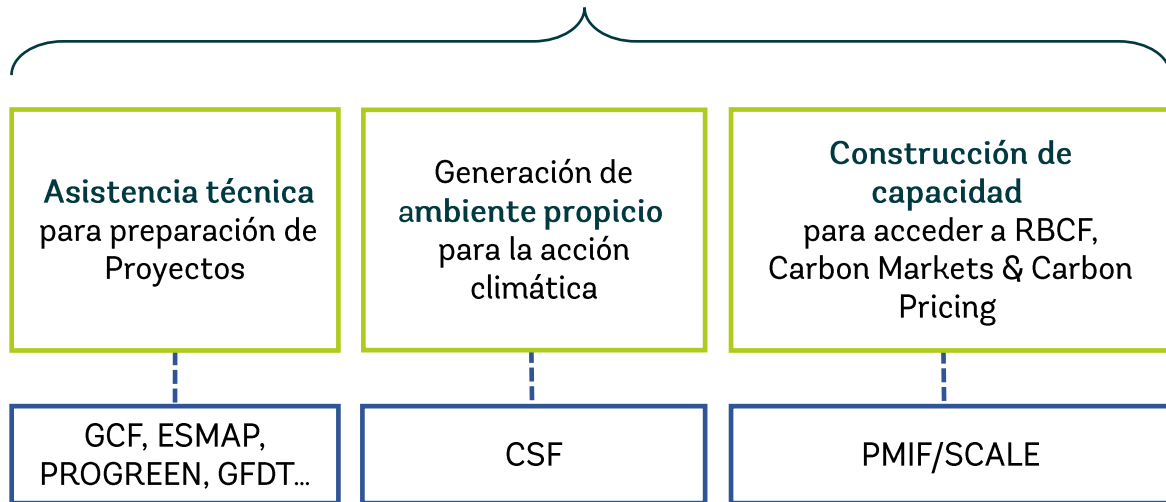 Asistencia técnica
para preparación de
Proyectos
Generación de
ambiente propicio
para la acción
climática
Construcción de
capacidad
para acceder a RBCF,
Carbon Markets & Carbon
Pricing
GCF, ESMAP,
PROGREEN, GFDT...
CSF
PMIF/SCALE